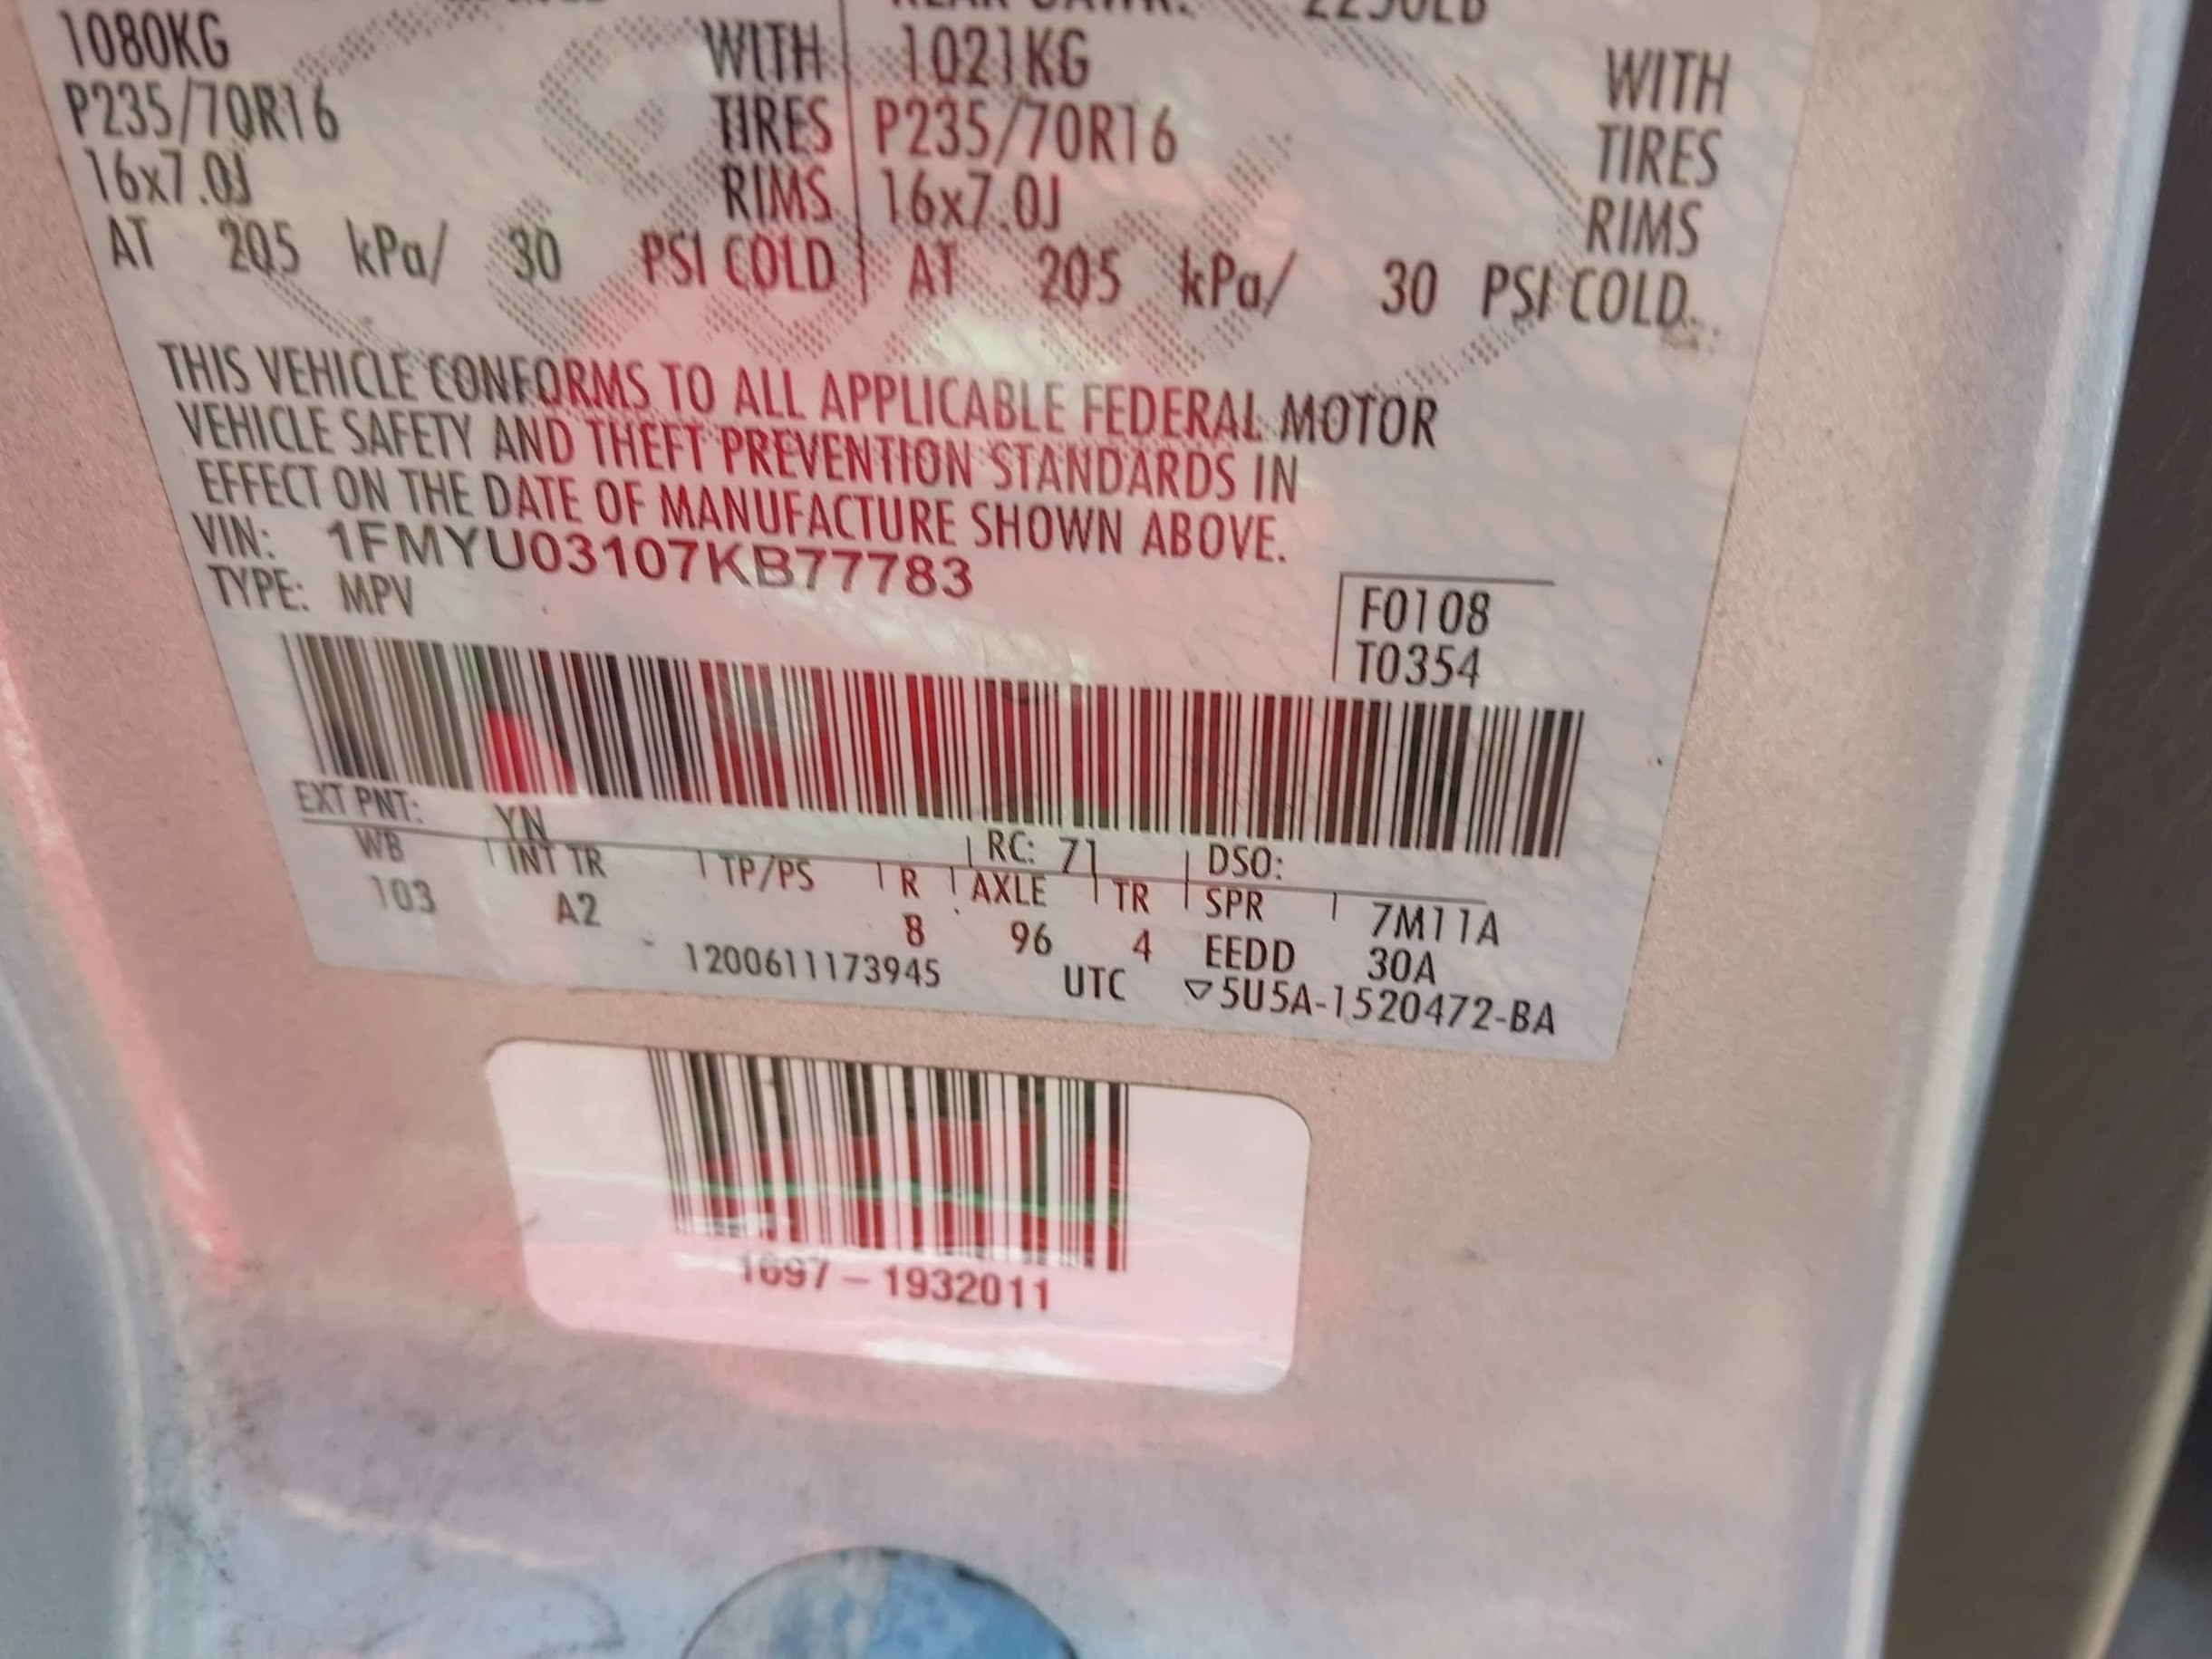 1080KG WITH 1021KG WITH
P235/70R16 TIRES P235/70R16 TIRES
16x7.0J RIMS 16x7.0J RIMS
AT 205 kPa/ 30 PSI COLD AT 205 kPa/ 30 PSI COLD
THIS VEHICLE CONFORMS TO ALL APPLICABLE FEDERAL MOTOR
VEHICLE SAFETY AND THEFT PREVENTION STANDARDS IN
EFFECT ON THE DATE OF MANUFACTURE SHOWN ABOVE.
VIN: 1FMYU03107KB77783
TYPE: MPV
F0108
T0354
EXT PNT: YN RC: 71 DSO:
WB INT TR TP/PS R AXLE TR SPR 7M11A
103 A2 8 96 4 EEDD 30A
1200611173945 UTC ▽5U5A-1520472-BA
1697 – 1932011